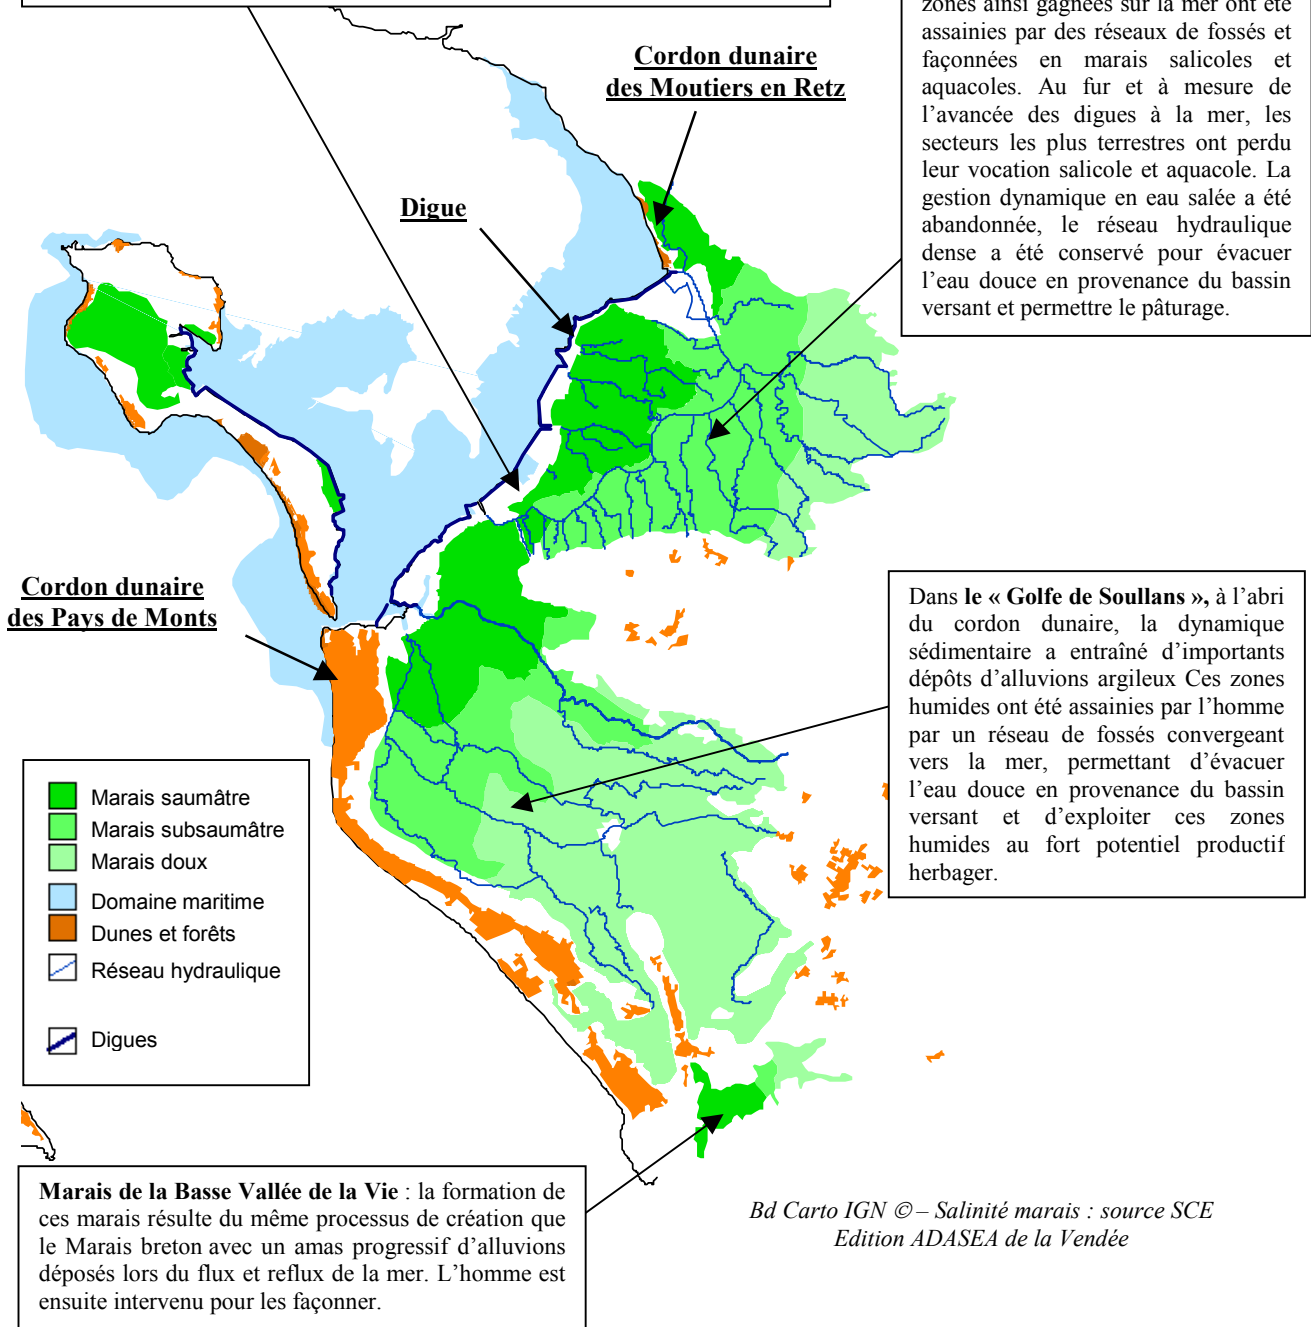 zones ainsi gagnées sur la mer ont été
assainies par des réseaux de fossés et
façonnées en marais salicoles et
aquacoles. Au fur et à mesure de
l'avancée des digues à la mer, les
secteurs les plus terrestres ont perdu
leur vocation salicole et aquacole. La
gestion dynamique en eau salée a été
abandonnée, le réseau hydraulique
dense a été conservé pour évacuer
l'eau douce en provenance du bassin
versant et permettre le pâturage.
Cordon dunaire
des Moutiers en Retz
Digue
Cordon dunaire
des Pays de Monts
Dans le « Golfe de Soullans », à l'abri
du cordon dunaire, la dynamique
sédimentaire a entraîné d'importants
dépôts d'alluvions argileux Ces zones
humides ont été assainies par l'homme
par un réseau de fossés convergeant
vers la mer, permettant d'évacuer
l'eau douce en provenance du bassin
versant et d'exploiter ces zones
humides au fort potentiel productif
herbager.
Marais saumâtre
Marais subsaumâtre
Marais doux
Domaine maritime
Dunes et forêts
Réseau hydraulique
Digues
Marais de la Basse Vallée de la Vie : la formation de
ces marais résulte du même processus de création que
le Marais breton avec un amas progressif d'alluvions
déposés lors du flux et reflux de la mer. L'homme est
ensuite intervenu pour les façonner.
Bd Carto IGN © – Salinité marais : source SCE
Edition ADASEA de la Vendée